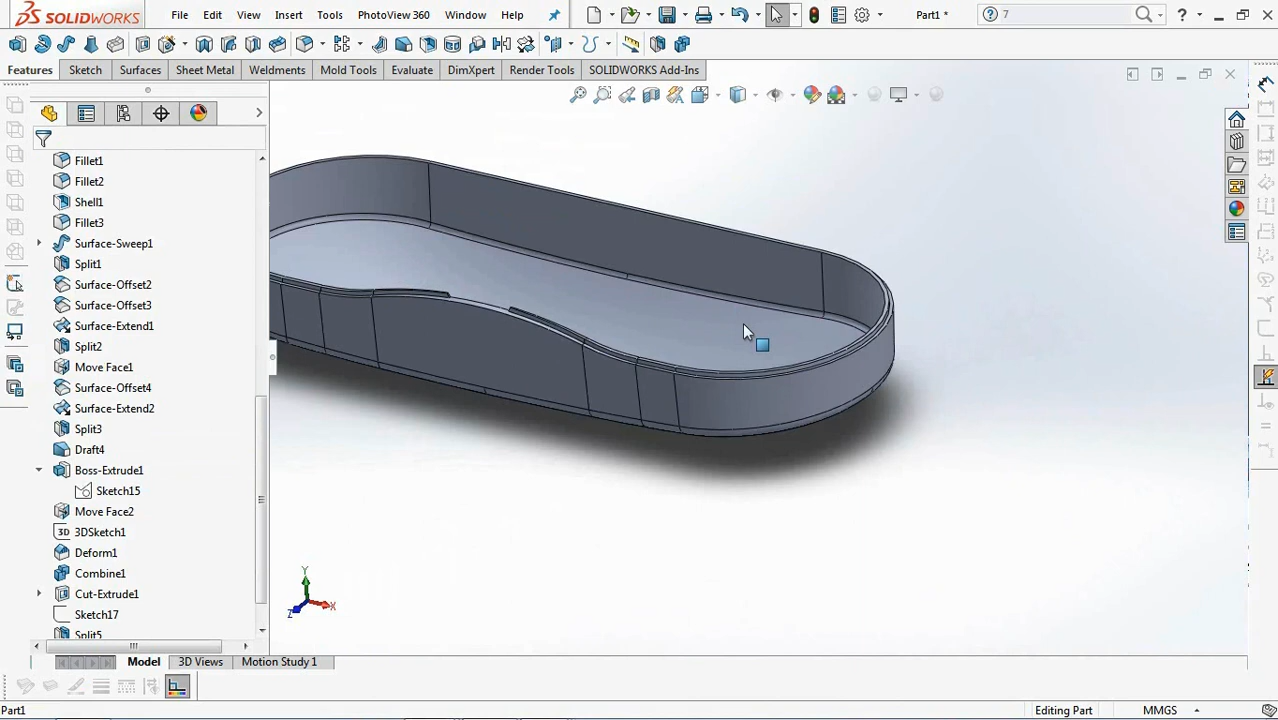 SOLIDWORKS File Edit View Insert Tools PhotoView 360 Window Help Part1 * 7
Features Sketch Surfaces Sheet Metal Weldments Mold Tools Evaluate DimXpert Render Tools SOLIDWORKS Add-Ins
Fillet1
Fillet2
Shell1
Fillet3
Surface-Sweep1
Split1
Surface-Offset2
Surface-Offset3
Surface-Extend1
Split2
Move Face1
Surface-Offset4
Surface-Extend2
Split3
Draft4
Boss-Extrude1
Sketch15
Move Face2
3D 3DSketch1
Deform1
Combine1
Cut-Extrude1
Sketch17
Split5
Y
X
Z
Model 3D Views Motion Study 1
Part1 Editing Part MMGS